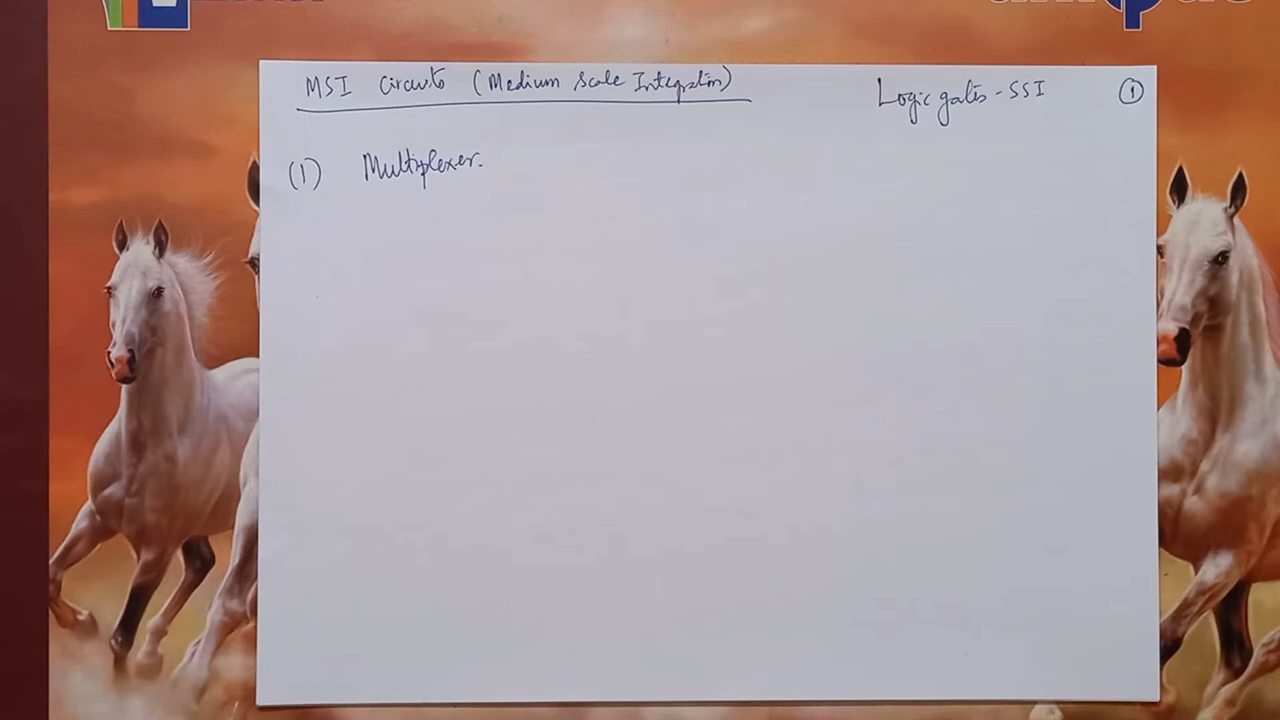 MSI Circuits (Medium Scale Integration)
Logic gates - SSI
1
(1) Multiplexer.